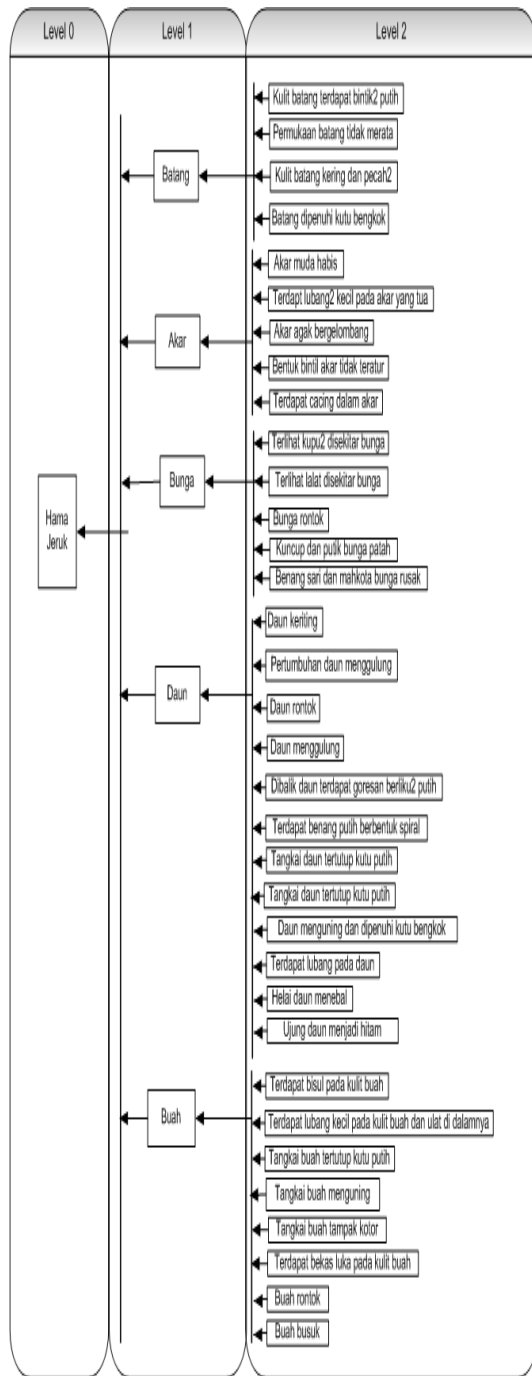 Level 0
Level 1
Level 2
Hama
Jeruk
Batang
Kulit batang terdapat bintik2 putih
Permukaan batang tidak merata
Kulit batang kering dan pecah2
Batang dipenuhi kutu bengkok
Akar
Akar muda habis
Terdapt lubang2 kecil pada akar yang tua
Akar agak bergelombang
Bentuk bintil akar tidak teratur
Terdapat cacing dalam akar
Bunga
Terlihat kupu2 disekitar bunga
Terlihat lalat disekitar bunga
Bunga rontok
Kuncup dan putik bunga patah
Benang sari dan mahkota bunga rusak
Daun
Daun keriting
Pertumbuhan daun menggulung
Daun rontok
Daun menggulung
Dibalik daun terdapat goresan berliku2 putih
Terdapat benang putih berbentuk spiral
Tangkai daun tertutup kutu putih
Tangkai daun tertutup kutu putih
Daun menguning dan dipenuhi kutu bengkok
Terdapat lubang pada daun
Helai daun menebal
Ujung daun menjadi hitam
Buah
Terdapat bisul pada kulit buah
Terdapat lubang kecil pada kulit buah dan ulat di dalamnya
Tangkai buah tertutup kutu putih
Tangkai buah menguning
Tangkai buah tampak kotor
Terdapat bekas luka pada kulit buah
Buah rontok
Buah busuk